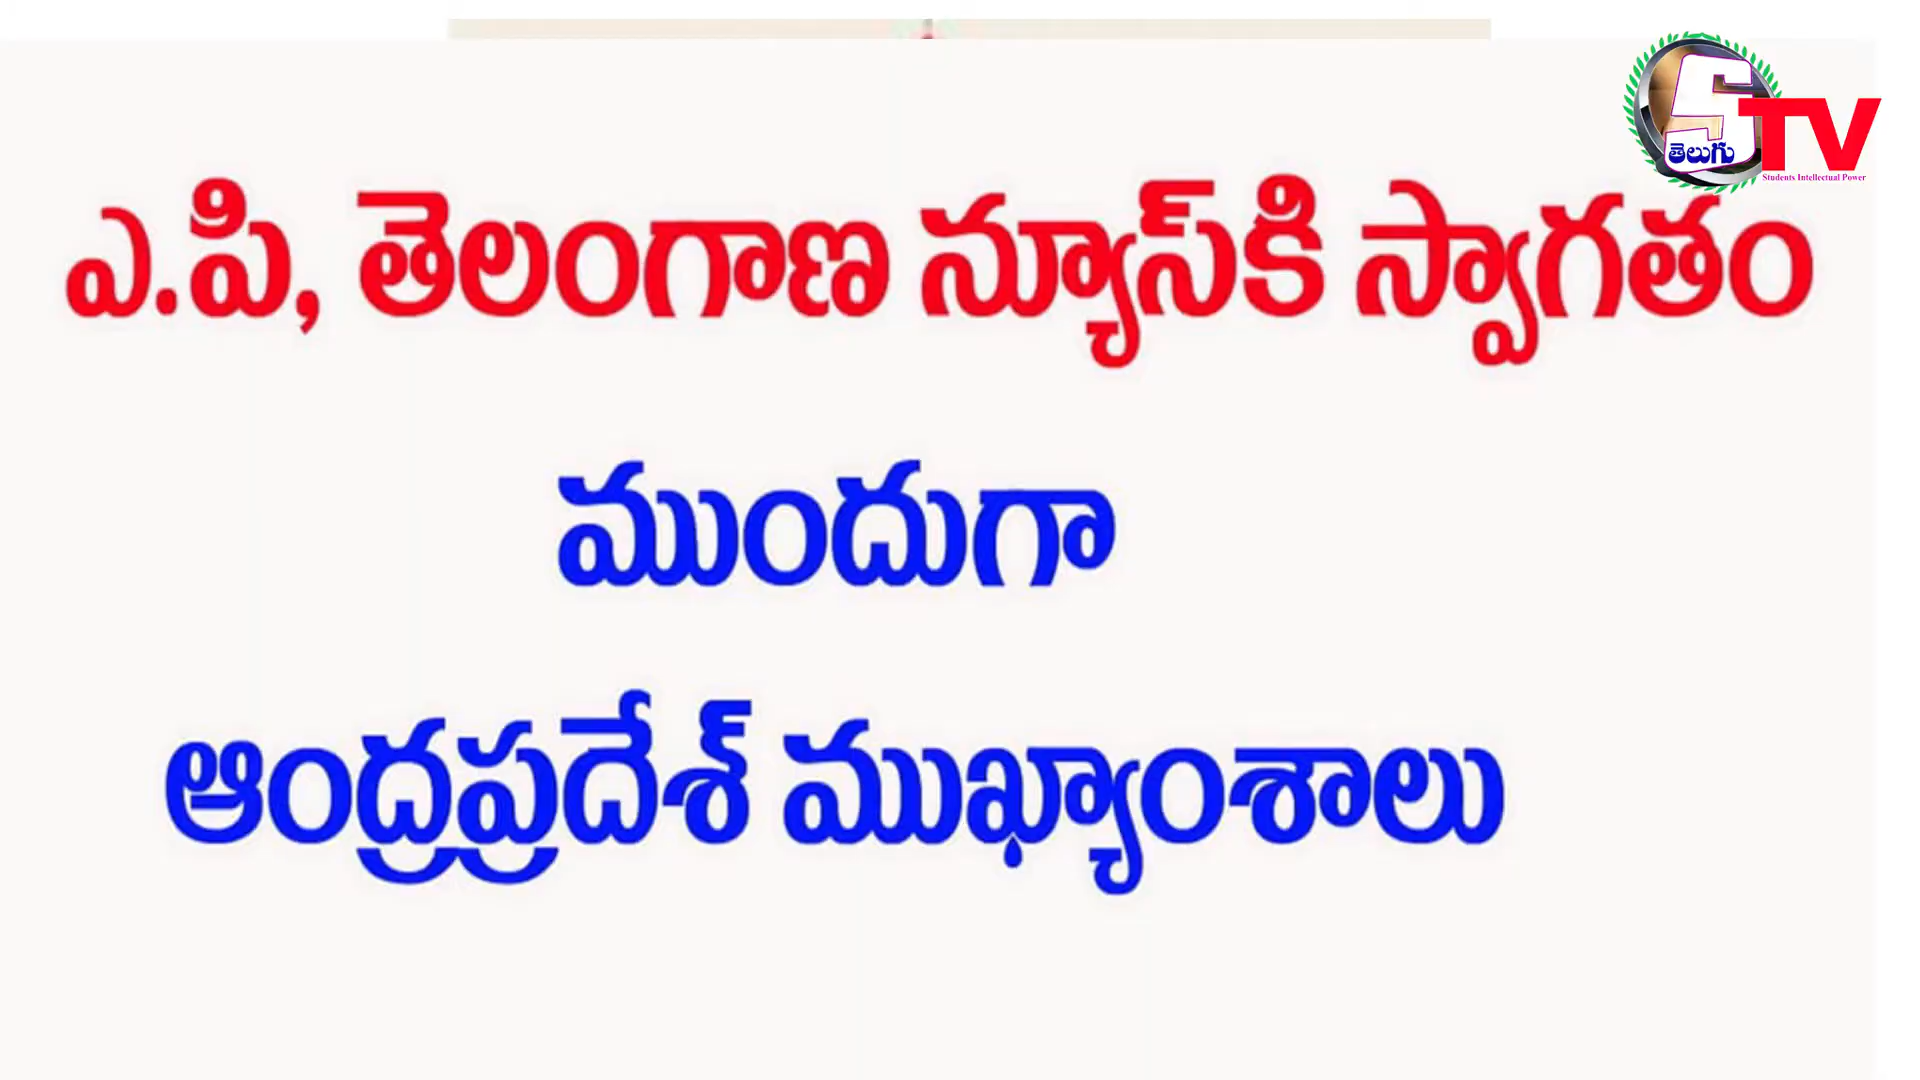 S
తెలుగు
TV
Students Intellectual Power
ఎ.పి, తెలంగాణ న్యూస్‌కి స్వాగతం
ముందుగా
ఆంధ్రప్రదేశ్ ముఖ్యాంశాలు